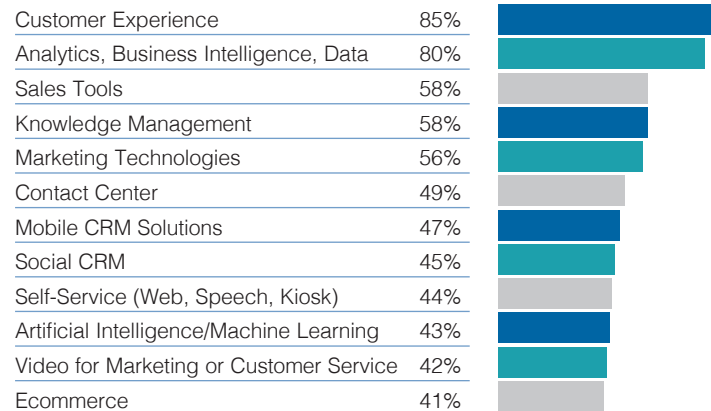 Customer Experience 85%
Analytics, Business Intelligence, Data 80%
Sales Tools 58%
Knowledge Management 58%
Marketing Technologies 56%
Contact Center 49%
Mobile CRM Solutions 47%
Social CRM 45%
Self-Service (Web, Speech, Kiosk) 44%
Artificial Intelligence/Machine Learning 43%
Video for Marketing or Customer Service 42%
Ecommerce 41%